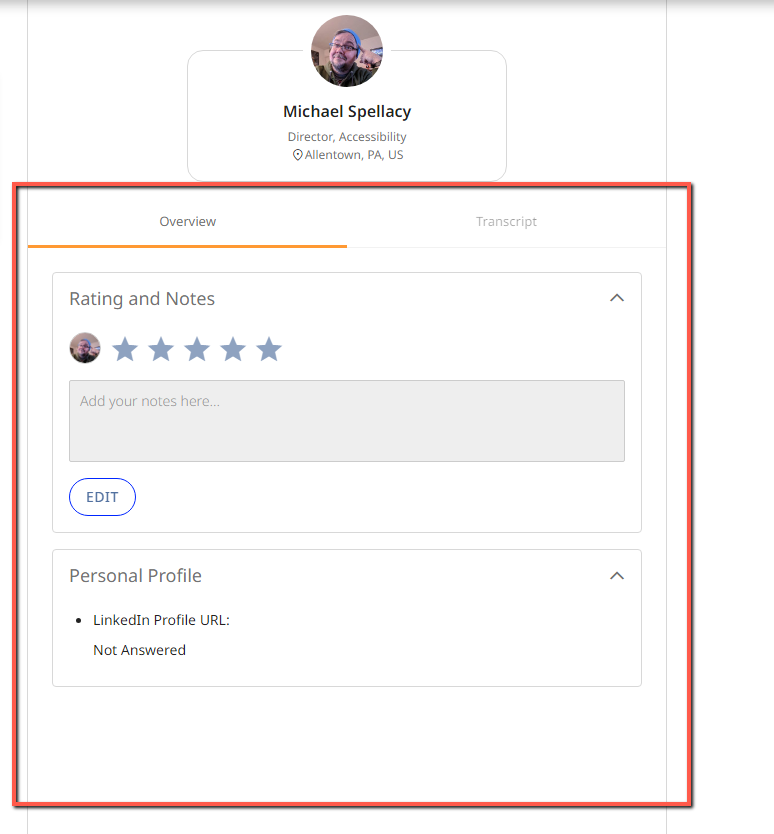 Michael Spellacy
Director, Accessibility
Allentown, PA, US
Overview
Transcript
Rating and Notes
Add your notes here...
EDIT
Personal Profile
LinkedIn Profile URL:
Not Answered